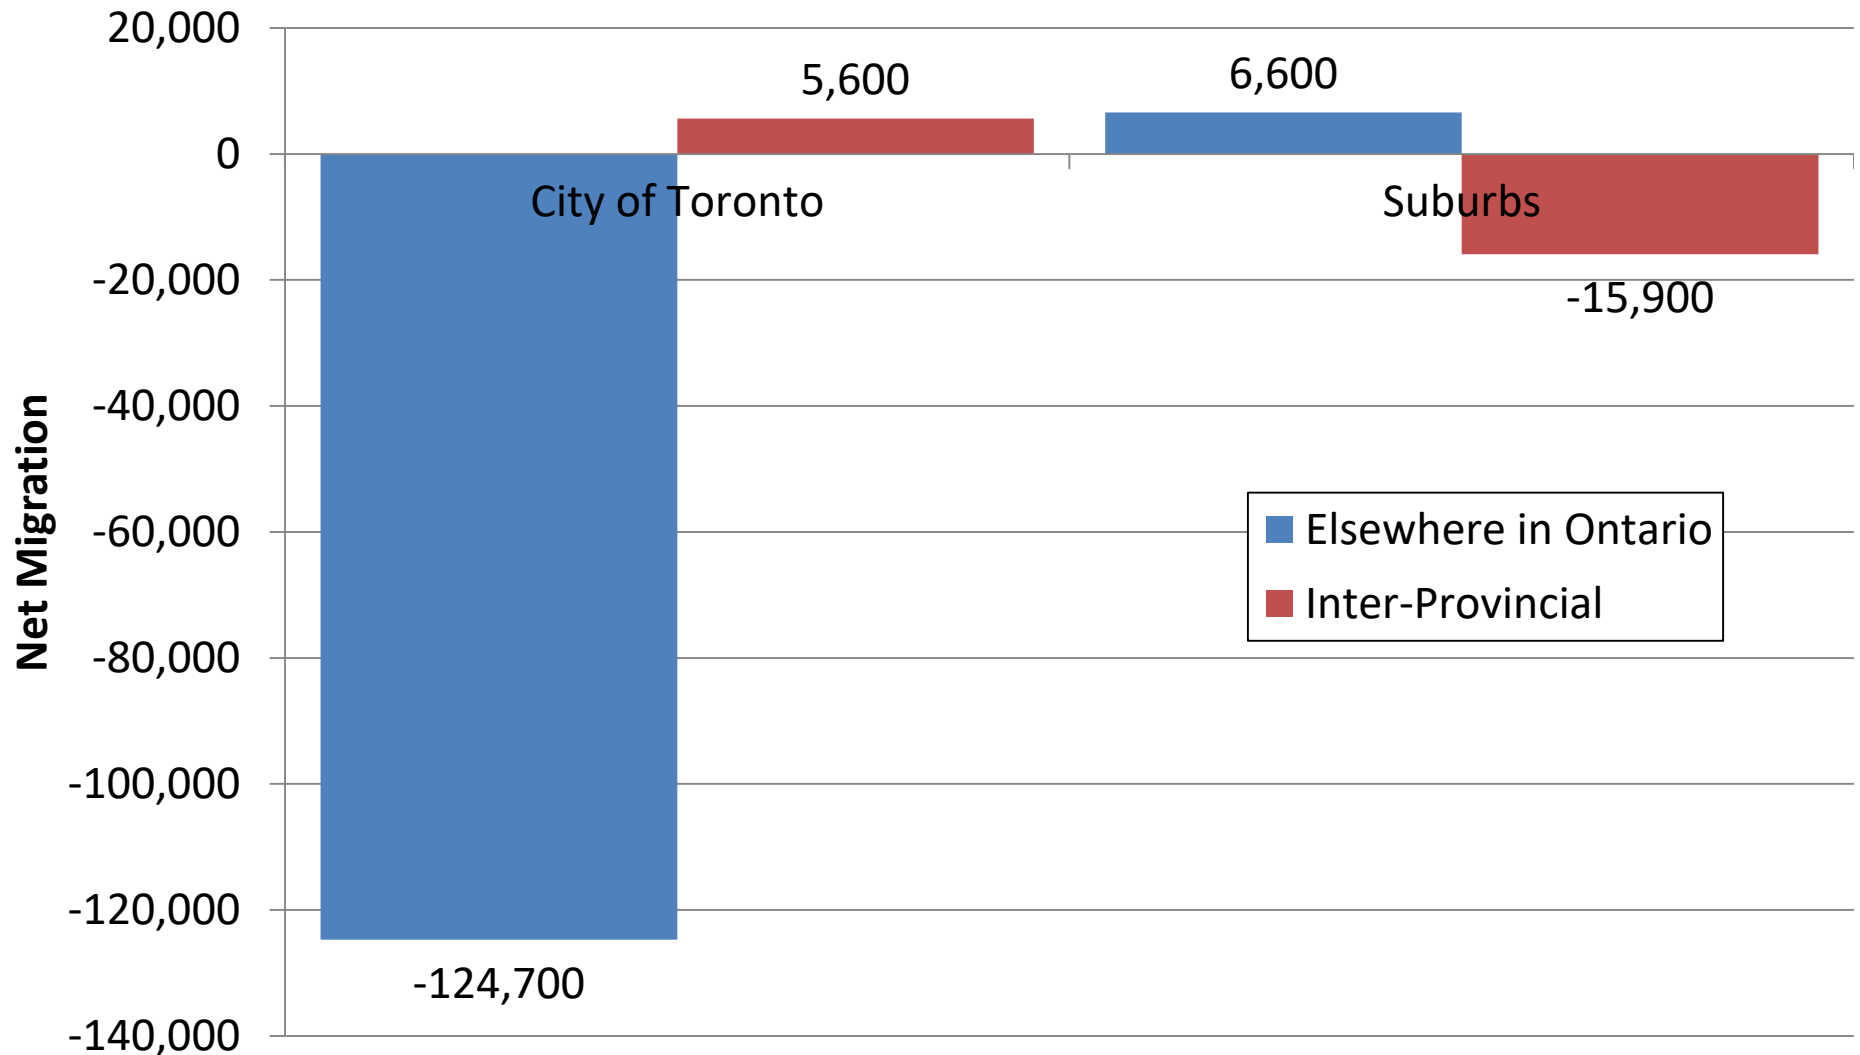 20,000
0
-20,000
-40,000
-60,000
-80,000
-100,000
-120,000
-140,000
Net Migration
5,600
6,600
City of Toronto
Suburbs
-15,900
-124,700
Elsewhere in Ontario
Inter-Provincial